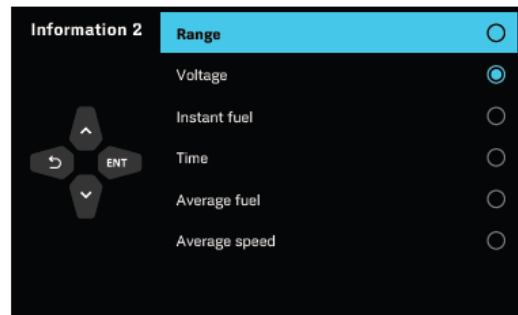 Information 2
Range
Voltage
Instant fuel
ENT
Time
Average fuel
Average speed